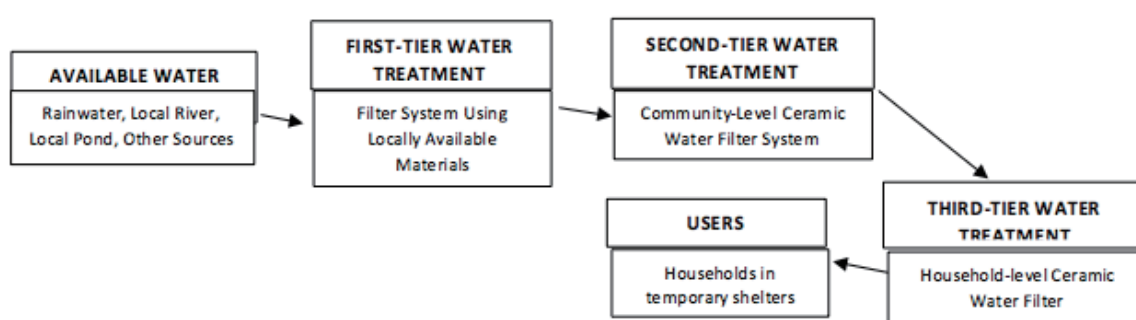 AVAILABLE WATER
Rainwater, Local River,
Local Pond, Other Sources
FIRST-TIER WATER
TREATMENT
Filter System Using
Locally Available
Materials
SECOND-TIER WATER
TREATMENT
Community-Level Ceramic
Water Filter System
THIRD-TIER WATER
TREATMENT
Household-level Ceramic
Water Filter
USERS
Households in
temporary shelters